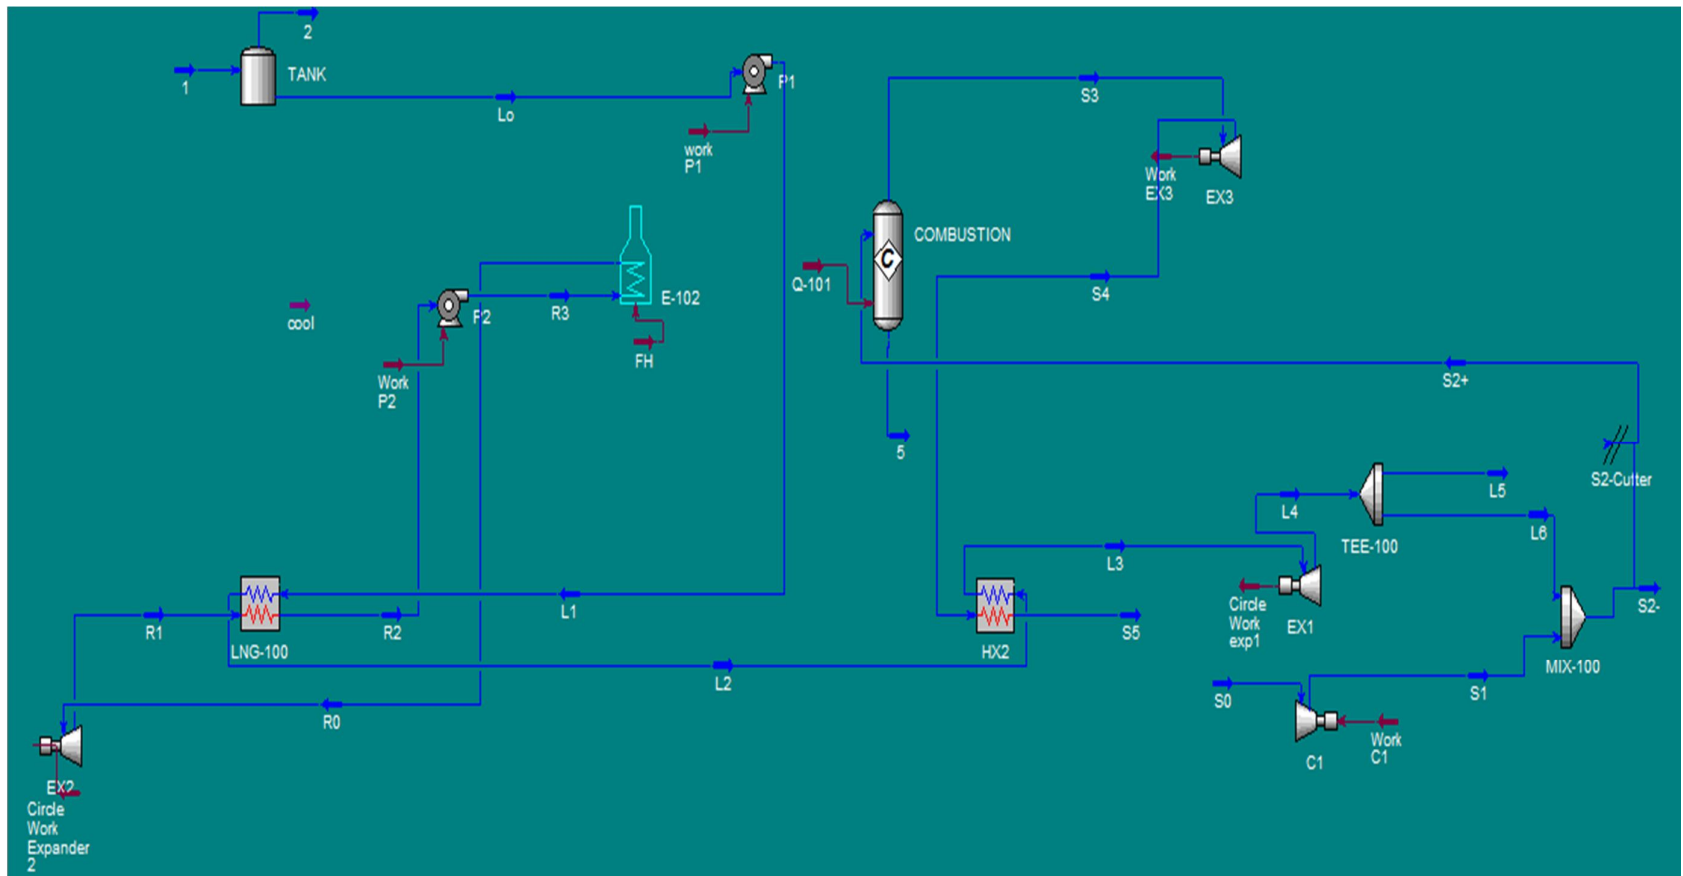 2
TANK
1
P1
Lo
work
P1
S3
Work
EX3
EX3
COMBUSTION
Q-101
S4
E-102
R3
P2
cool
FH
Work
P2
S2+
5
S2-Cutter
L5
L4
L6
TEE-100
L3
L1
R1
R2
LNG-100
S5
HX2
Circle
Work
exp1
EX1
S2-
MIX-100
L2
S1
S0
R0
Work
C1
C1
EX2
Circle
Work
Expander
2
C